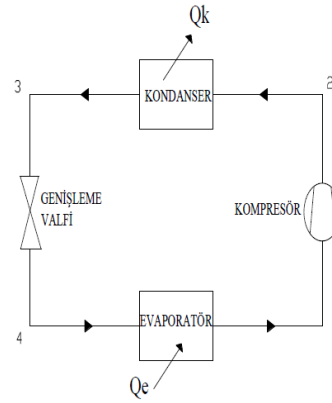 Qk
3
2
KONDANSER
GENİŞLEME
VALFİ
KOMPRESÖR
4
EVAPORATÖR
Qe